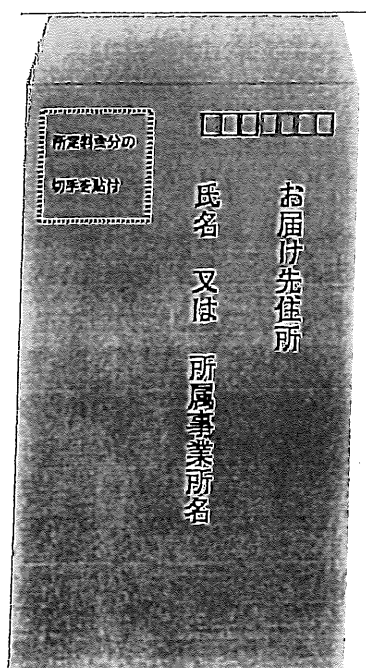 お届け先住所
氏名 又は 所属事業所名
所定料金分の
切手を貼付